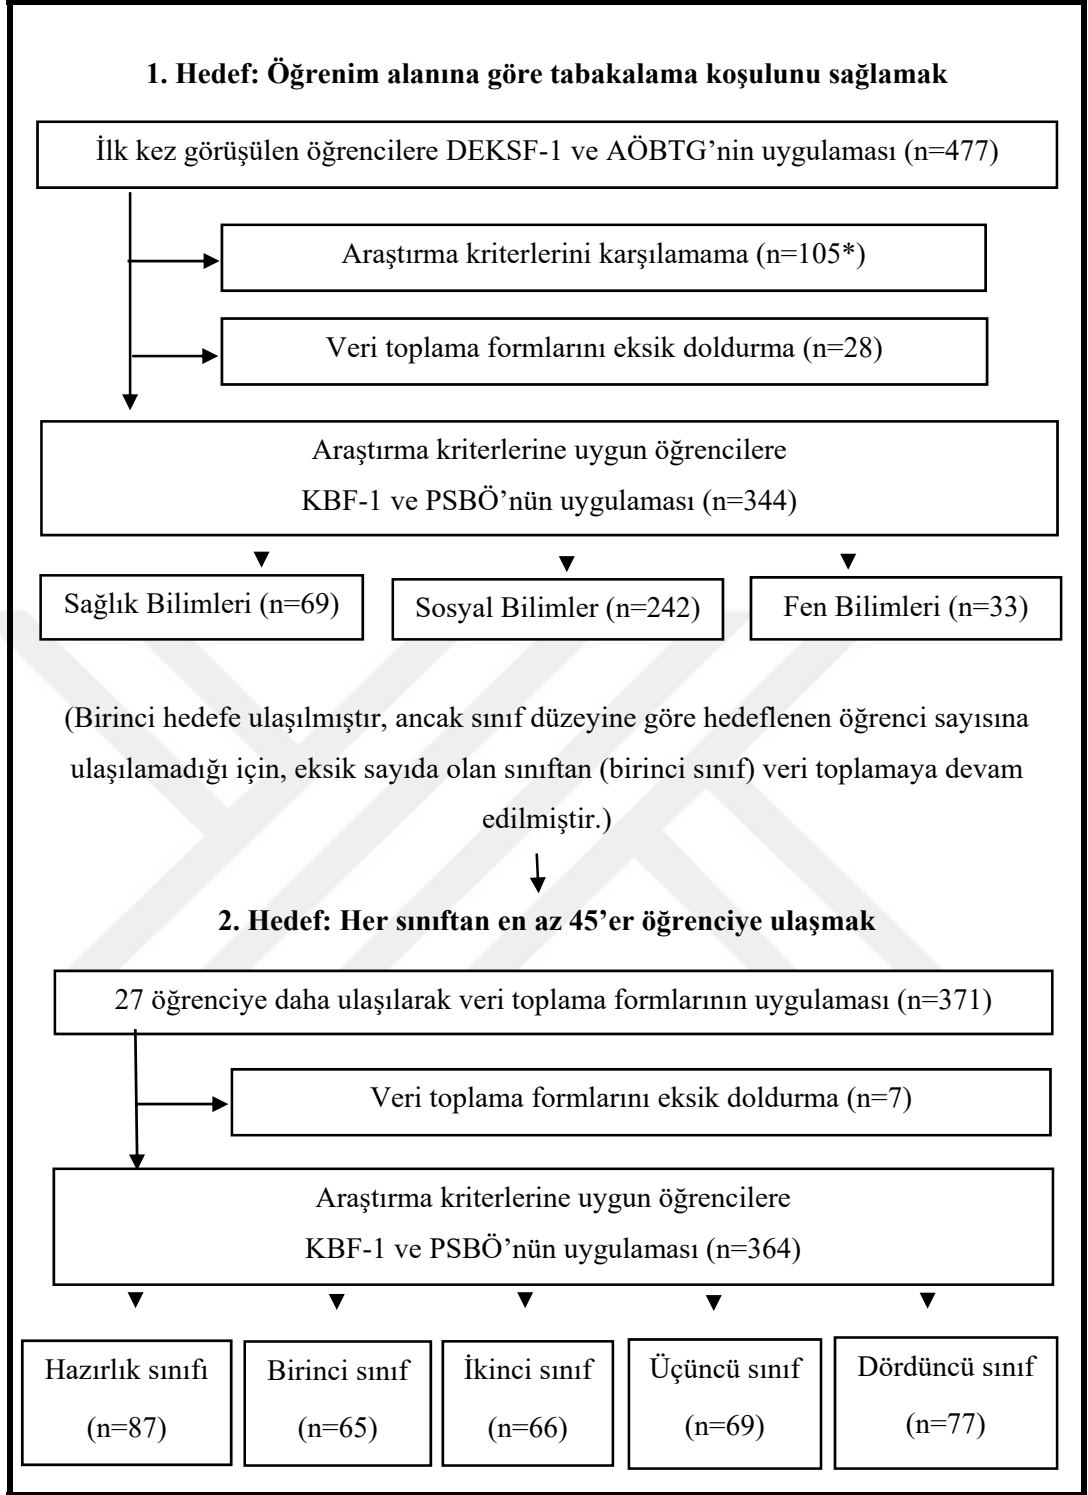 1. Hedef: Öğrenim alanına göre tabakalama koşulunu sağlamak
İlk kez görüşülen öğrencilere DEKSF-1 ve AÖBTG’nin uygulaması (n=477)
Araştırma kriterlerini karşılamama (n=105*)
Veri toplama formlarını eksik doldurma (n=28)
Araştırma kriterlerine uygun öğrencilere
KBF-1 ve PSBÖ’nün uygulaması (n=344)
Sağlık Bilimleri (n=69)
Sosyal Bilimler (n=242)
Fen Bilimleri (n=33)
(Birinci hedefe ulaşılmıştır, ancak sınıf düzeyine göre hedeflenen öğrenci sayısına
ulaşılamadığı için, eksik sayıda olan sınıftan (birinci sınıf) veri toplamaya devam
edilmiştir.)
2. Hedef: Her sınıftan en az 45’er öğrenciye ulaşmak
27 öğrenciye daha ulaşılarak veri toplama formlarının uygulaması (n=371)
Veri toplama formlarını eksik doldurma (n=7)
Araştırma kriterlerine uygun öğrencilere
KBF-1 ve PSBÖ’nün uygulaması (n=364)
Hazırlık sınıfı
(n=87)
Birinci sınıf
(n=65)
İkinci sınıf
(n=66)
Üçüncü sınıf
(n=69)
Dördüncü sınıf
(n=77)